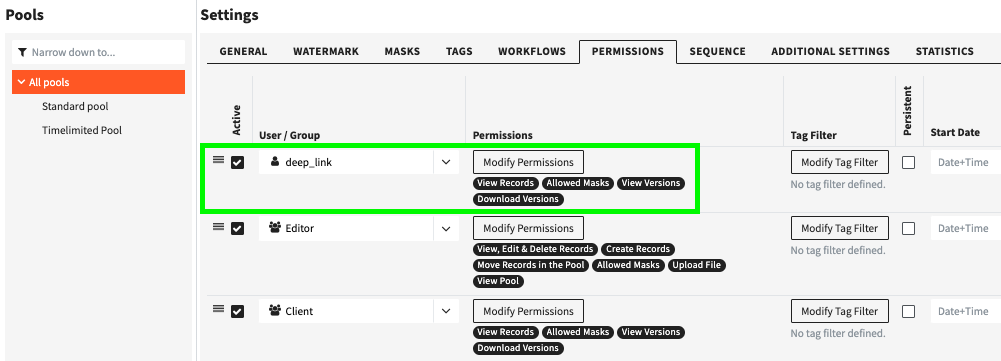 Pools
Settings
Narrow down to...
All pools
Standard pool
Timelimited Pool
GENERAL WATERMARK MASKS TAGS WORKFLOWS PERMISSIONS SEQUENCE ADDITIONAL SETTINGS STATISTICS
Active User / Group Permissions Tag Filter Persistent Start Date
deep_link Modify Permissions Modify Tag Filter Date+Time
View Records Allowed Masks View Versions No tag filter defined.
Download Versions
Editor Modify Permissions Modify Tag Filter Date+Time
View, Edit & Delete Records Create Records No tag filter defined.
Move Records in the Pool Allowed Masks Upload File
View Pool
Client Modify Permissions Modify Tag Filter Date+Time
View Records Allowed Masks View Versions No tag filter defined.
Download Versions